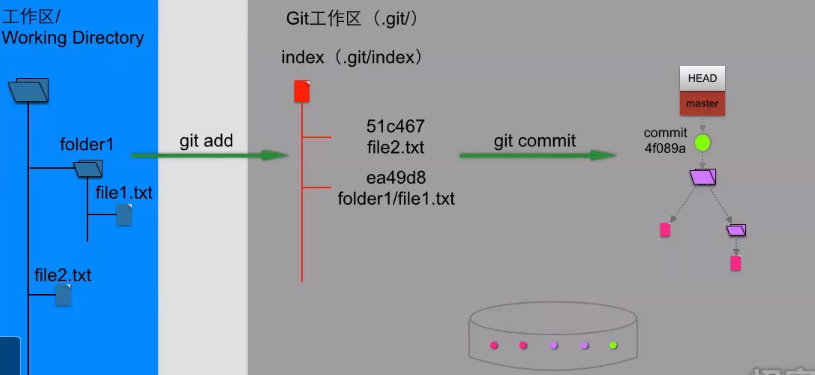 工作区/
Working Directory
folder1
file1.txt
file2.txt
git add
Git工作区（.git/）
index（.git/index）
51c467
file2.txt
ea49d8
folder1/file1.txt
git commit
HEAD
master
commit
4f089a